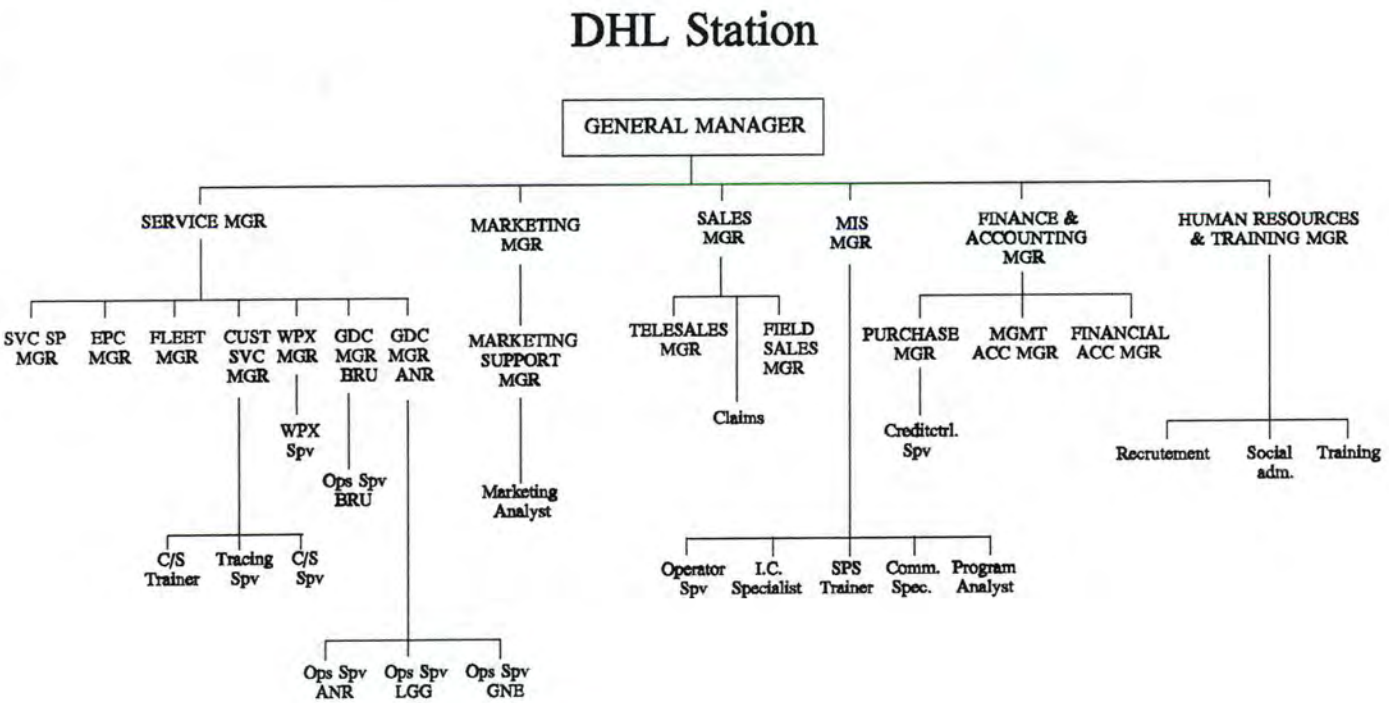 DHL Station
GENERAL MANAGER
SERVICE MGR
MARKETING
MGR
SALES
MGR
MIS
MGR
FINANCE &
ACCOUNTING
MGR
HUMAN RESOURCES
& TRAINING MGR
SVC SP
MGR
EPC
MGR
FLEET
MGR
CUST
SVC
MGR
WPX
MGR
GDC
MGR
BRU
GDC
MGR
ANR
MARKETING
SUPPORT
MGR
TELESALES
MGR
FIELD
SALES
MGR
PURCHASE
MGR
MGMT
ACC MGR
FINANCIAL
ACC MGR
Claims
WPX
Spv
Creditctrl.
Spv
Recrutement
Social
adm.
Training
Ops Spv
BRU
Marketing
Analyst
C/S
Trainer
Tracing
Spv
C/S
Spv
Operator
Spv
I.C.
Specialist
SPS
Trainer
Comm.
Spec.
Program
Analyst
Ops Spv
ANR
Ops Spv
LGG
Ops Spv
GNE